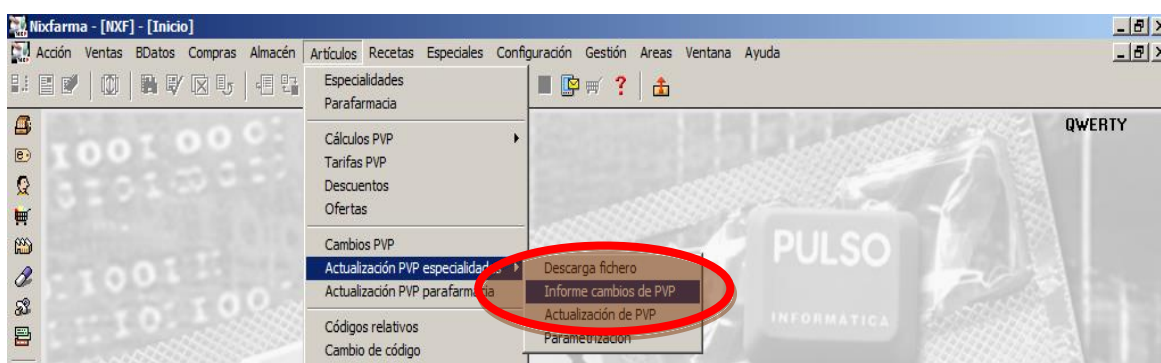 Nixfarma - [NXF] - [Inicio]
Acción Ventas BDatos Compras Almacén Artículos Recetas Especiales Configuración Gestión Areas Ventana Ayuda
Especialidades
Parafarmacia
QWERTY
Cálculos PVP
Tarifas PVP
Descuentos
Ofertas
Cambios PVP
PULSO
Actualización PVP especialidades
Descarga fichero
Actualización PVP parafarmacia
Informe cambios de PVP
Actualización de PVP
INFORMATICA
Códigos relativos
Parametrización
Cambio de código